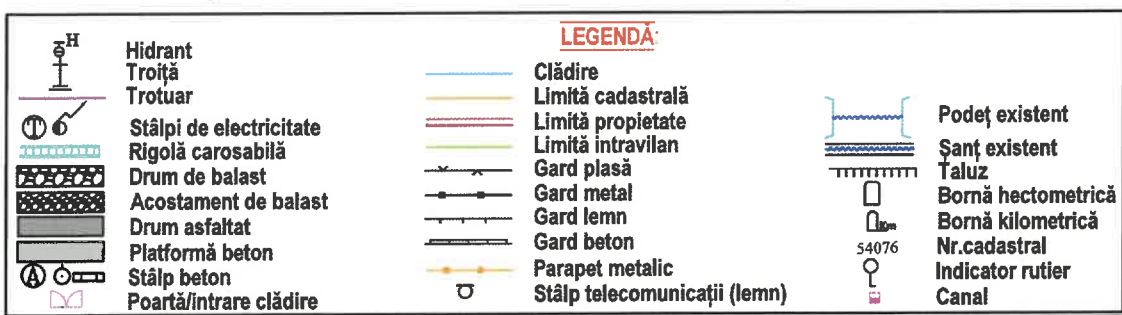 LEGENDĂ:
H
Hidrant
Troiță
Trotuar
T
Stâlpi de electricitate
Rigolă carosabilă
Drum de balast
Acostament de balast
Drum asfaltat
Platformă beton
A
Stâlp beton
Poartă/intrare clădire
Clădire
Limită cadastrală
Limită propietate
Limită intravilan
Gard plasă
Gard metal
Gard lemn
Gard beton
Parapet metalic
Stâlp telecomunicații (lemn)
Podeț existent
Șanț existent
Taluz
Bornă hectometrică
Bornă kilometrică
54076 Nr.cadastral
Indicator rutier
Canal